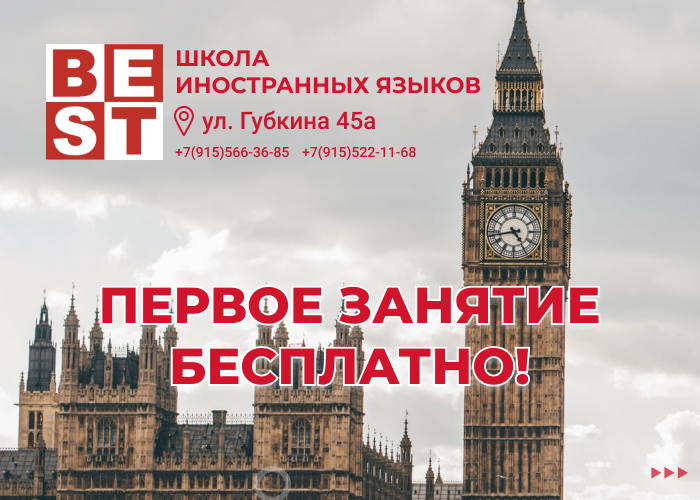 BE
ST
ШКОЛА
ИНОСТРАННЫХ ЯЗЫКОВ
ул. Губкина 45а
+7(915)566-36-85 +7(915)522-11-68
ПЕРВОЕ ЗАНЯТИЕ
БЕСПЛАТНО!